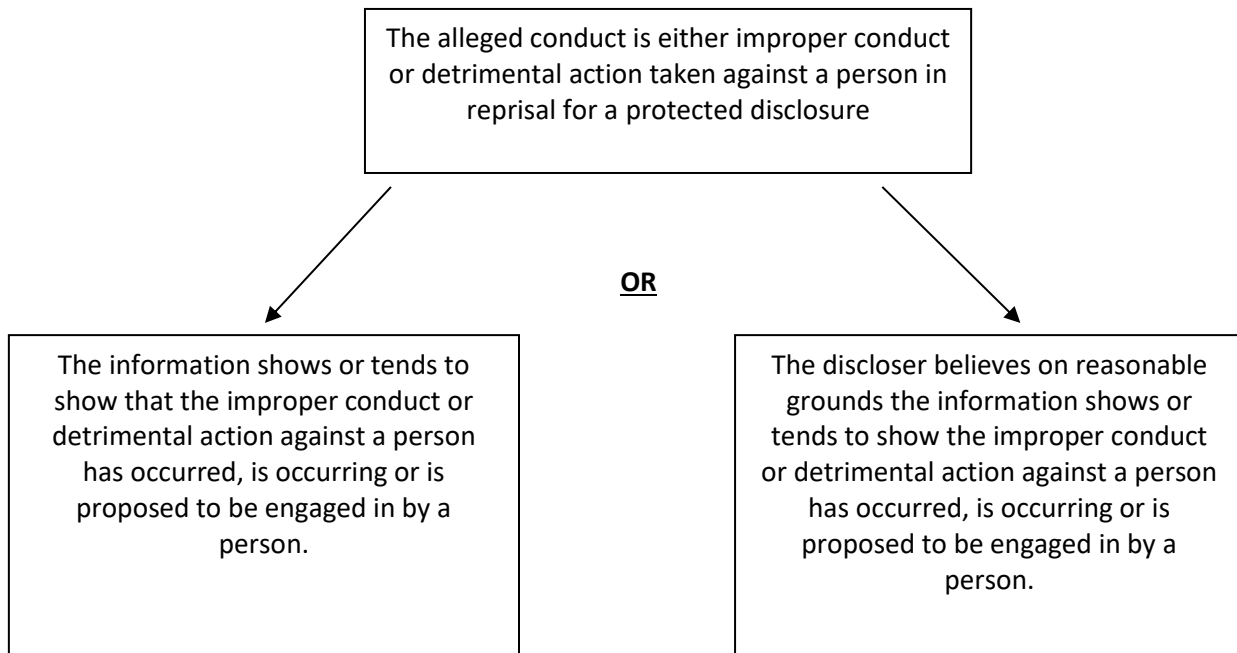 The alleged conduct is either improper conduct
or detrimental action taken against a person in
reprisal for a protected disclosure
OR
The information shows or tends to
show that the improper conduct or
detrimental action against a person
has occurred, is occurring or is
proposed to be engaged in by a
person.
The discloser believes on reasonable
grounds the information shows or
tends to show the improper conduct
or detrimental action against a person
has occurred, is occurring or is
proposed to be engaged in by a
person.